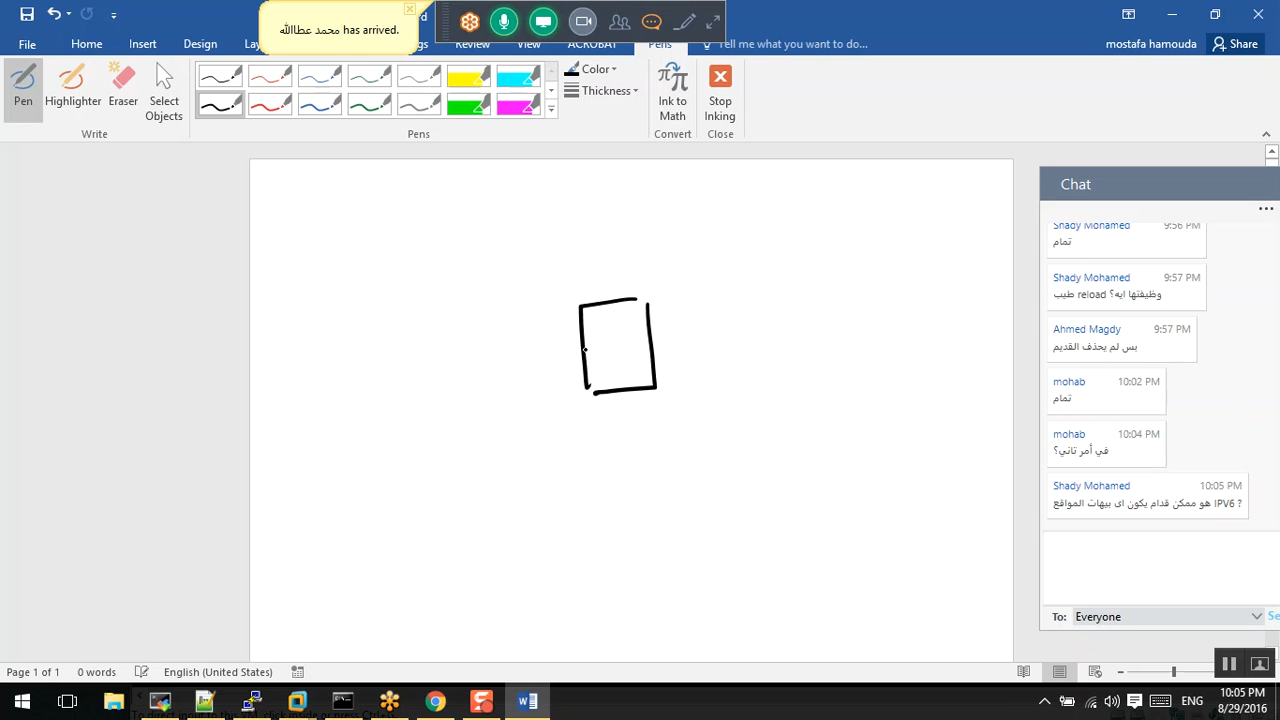 محمد عطاالله has arrived.
File
Home
Insert
Design
Review
View
ACROBAT
Pens
Tell me what you want to do...
mostafa hamouda
Share
Pen
Highlighter
Eraser
Select
Objects
Color
Thickness
Ink to
Math
Stop
Inking
Write
Pens
Convert
Close
Chat
Shady Mohamed 9:56 PM
تمام
Shady Mohamed 9:57 PM
طيب reload وظيفتها ايه؟
Ahmed Magdy 9:57 PM
بس لم يحذف القديم
mohab 10:02 PM
تمام
mohab 10:04 PM
في أمر تاني؟
Shady Mohamed 10:05 PM
هو ممكن قدام يكون اى بيهات المواقع IPV6 ?
To: Everyone
Page 1 of 1
0 words
English (United States)
ENG
10:05 PM
8/29/2016